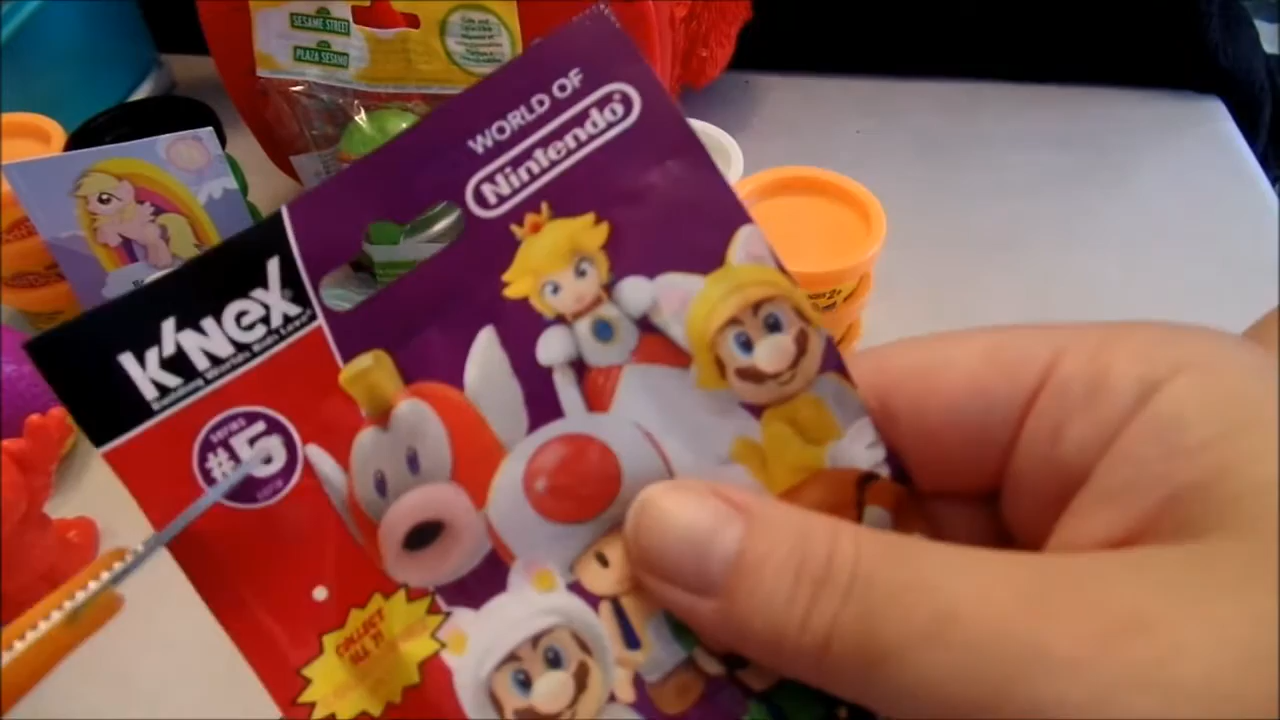 SESAME STREET
PLAZA SESAMO
WORLD OF
Nintendo®
K'NEX®
Building Worlds Kids Love!
SERIES
#5
COLLECT
ALL 7!